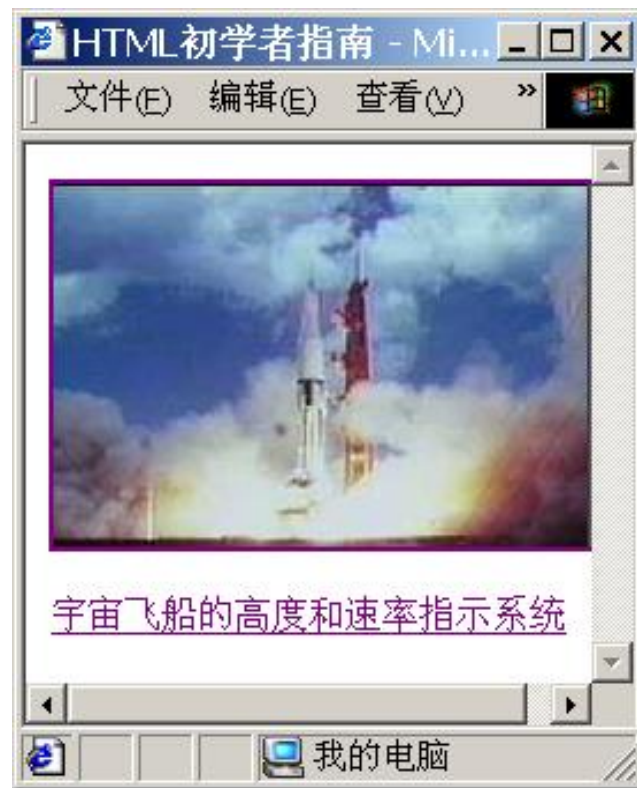 HTML初学者指南 - Mi...
文件(F) 编辑(E) 查看(V) »
宇宙飞船的高度和速率指示系统
我的电脑